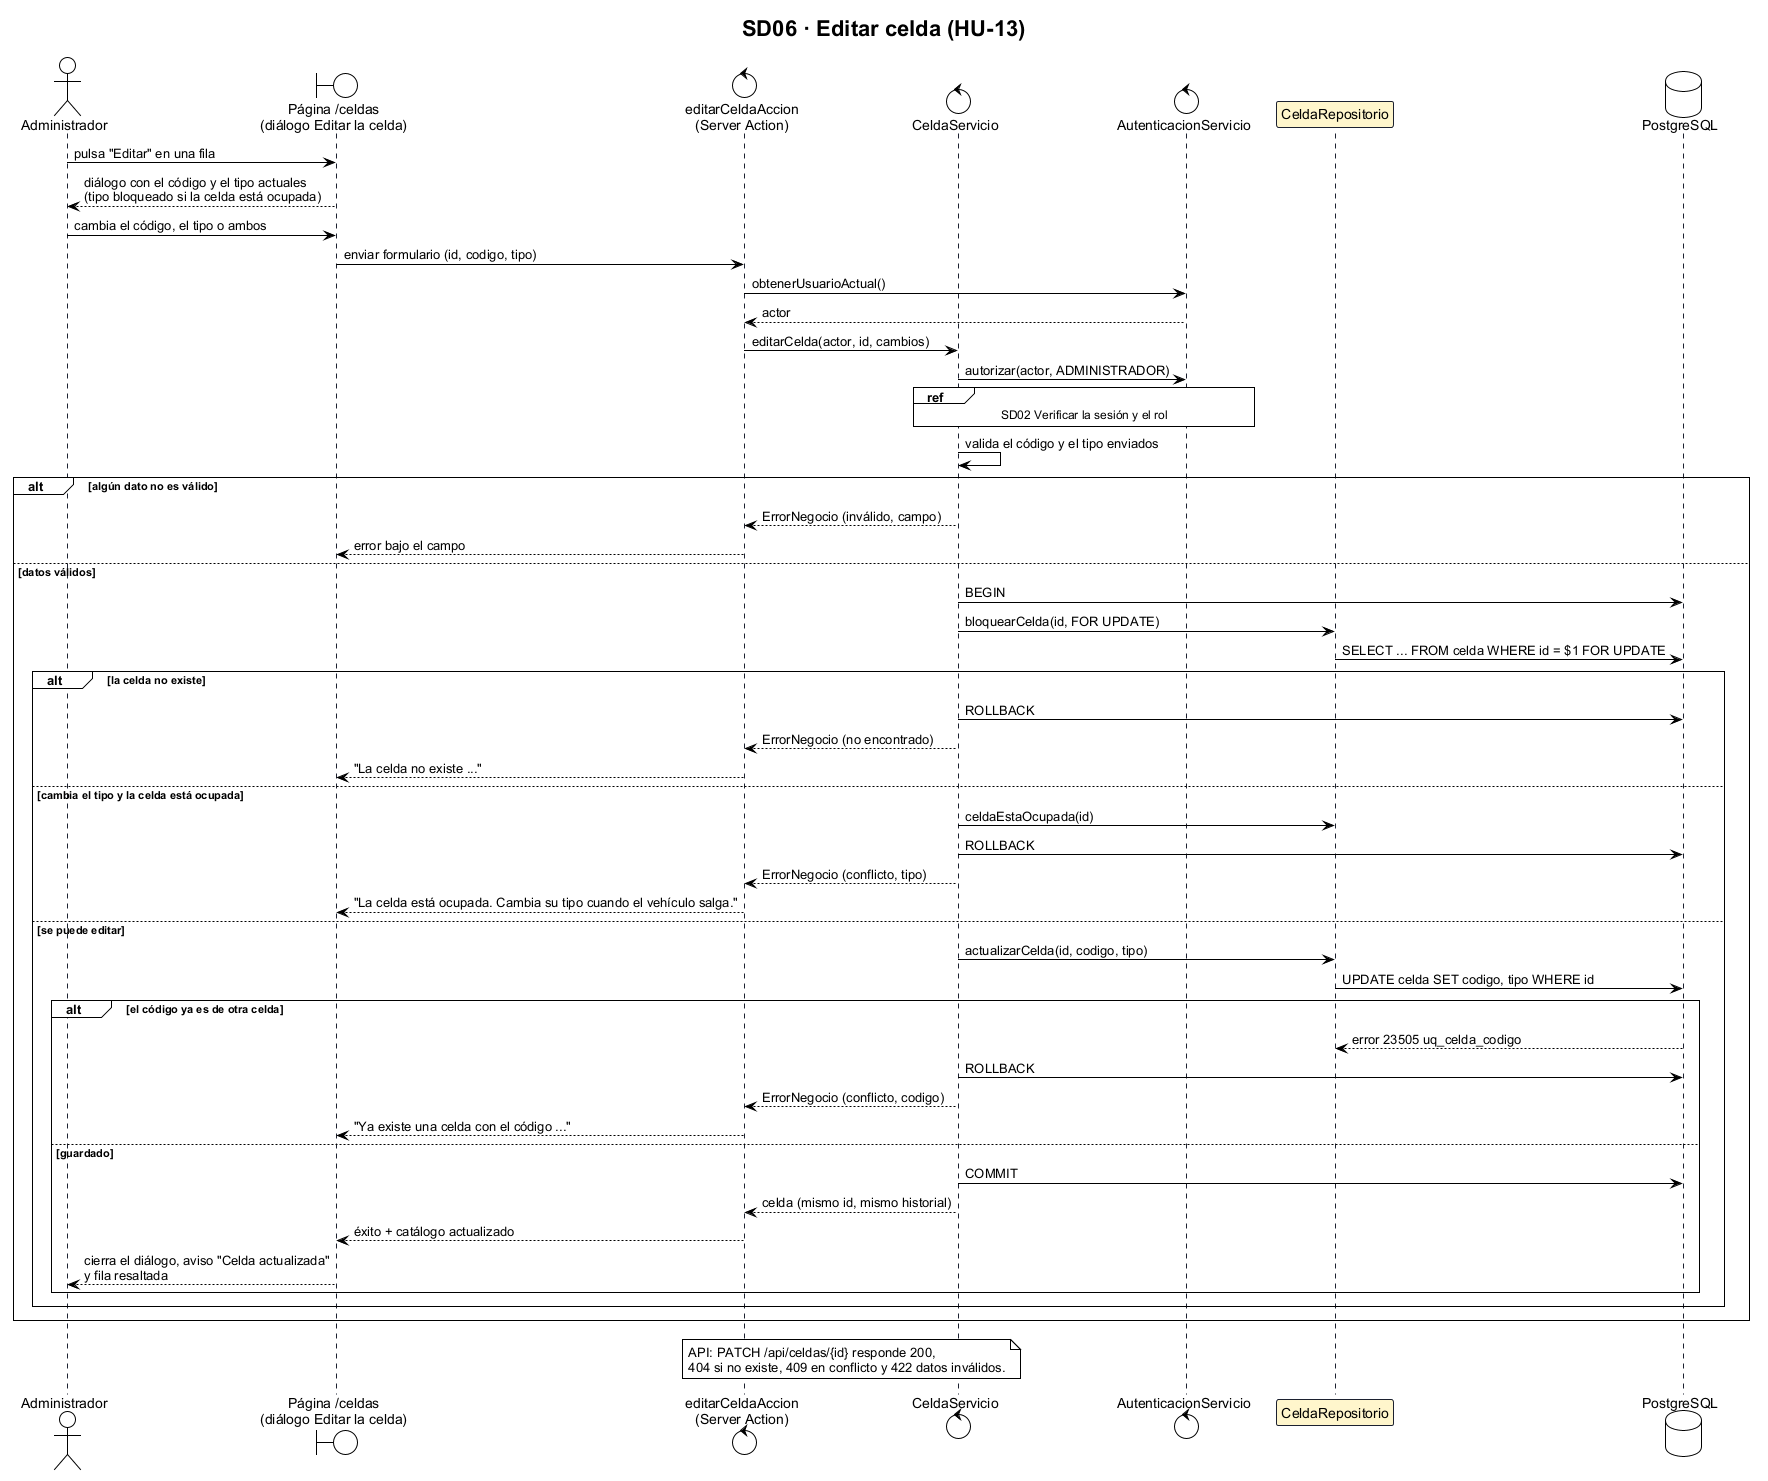 SD06 · Editar celda (HU-13)
Administrador
Página /celdas
(diálogo Editar la celda)
editarCeldaAccion
(Server Action)
CeldaServicio
AutenticacionServicio
CeldaRepositorio
PostgreSQL
pulsa "Editar" en una fila
diálogo con el código y el tipo actuales
(tipo bloqueado si la celda está ocupada)
cambia el código, el tipo o ambos
enviar formulario (id, codigo, tipo)
obtenerUsuarioActual()
actor
editarCelda(actor, id, cambios)
autorizar(actor, ADMINISTRADOR)
ref
SD02 Verificar la sesión y el rol
valida el código y el tipo enviados
alt [algún dato no es válido]
ErrorNegocio (inválido, campo)
error bajo el campo
[datos válidos]
BEGIN
bloquearCelda(id, FOR UPDATE)
SELECT ... FROM celda WHERE id = $1 FOR UPDATE
alt [la celda no existe]
ROLLBACK
ErrorNegocio (no encontrado)
"La celda no existe ..."
[cambia el tipo y la celda está ocupada]
celdaEstaOcupada(id)
ROLLBACK
ErrorNegocio (conflicto, tipo)
"La celda está ocupada. Cambia su tipo cuando el vehículo salga."
[se puede editar]
actualizarCelda(id, codigo, tipo)
UPDATE celda SET codigo, tipo WHERE id
alt [el código ya es de otra celda]
error 23505 uq_celda_codigo
ROLLBACK
ErrorNegocio (conflicto, codigo)
"Ya existe una celda con el código ..."
[guardado]
COMMIT
celda (mismo id, mismo historial)
éxito + catálogo actualizado
cierra el diálogo, aviso "Celda actualizada"
y fila resaltada
API: PATCH /api/celdas/{id} responde 200,
404 si no existe, 409 en conflicto y 422 datos inválidos.
Administrador
Página /celdas
(diálogo Editar la celda)
editarCeldaAccion
(Server Action)
CeldaServicio
AutenticacionServicio
CeldaRepositorio
PostgreSQL